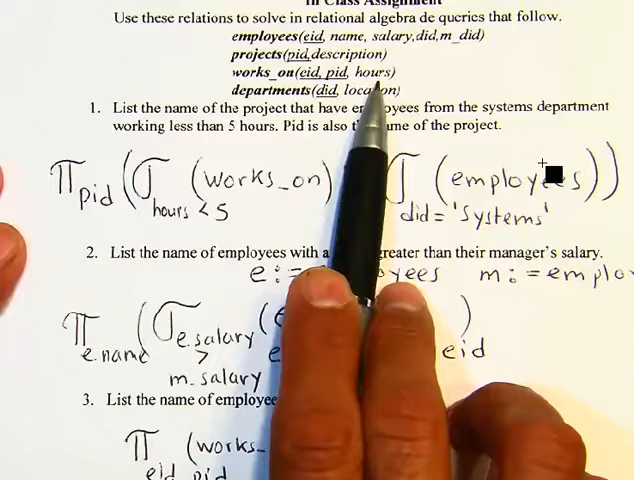 In Class Assignment
Use these relations to solve in relational algebra de queries that follow.
employees(eid, name, salary,did,m_did)
projects(pid,description)
works_on(eid, pid, hours)
departments(did, location)
1. List the name of the project that have employees from the systems department
working less than 5 hours. Pid is also the name of the project.
π pid (σ hours < 5 (works_on) σ did = 'systems' (employees))
2. List the name of employees with a greater than their manager's salary.
e := employees m := emplo
π e.name (σ e.salary > m.salary (e eid )
3. List the name of employee
π eid pid (works-